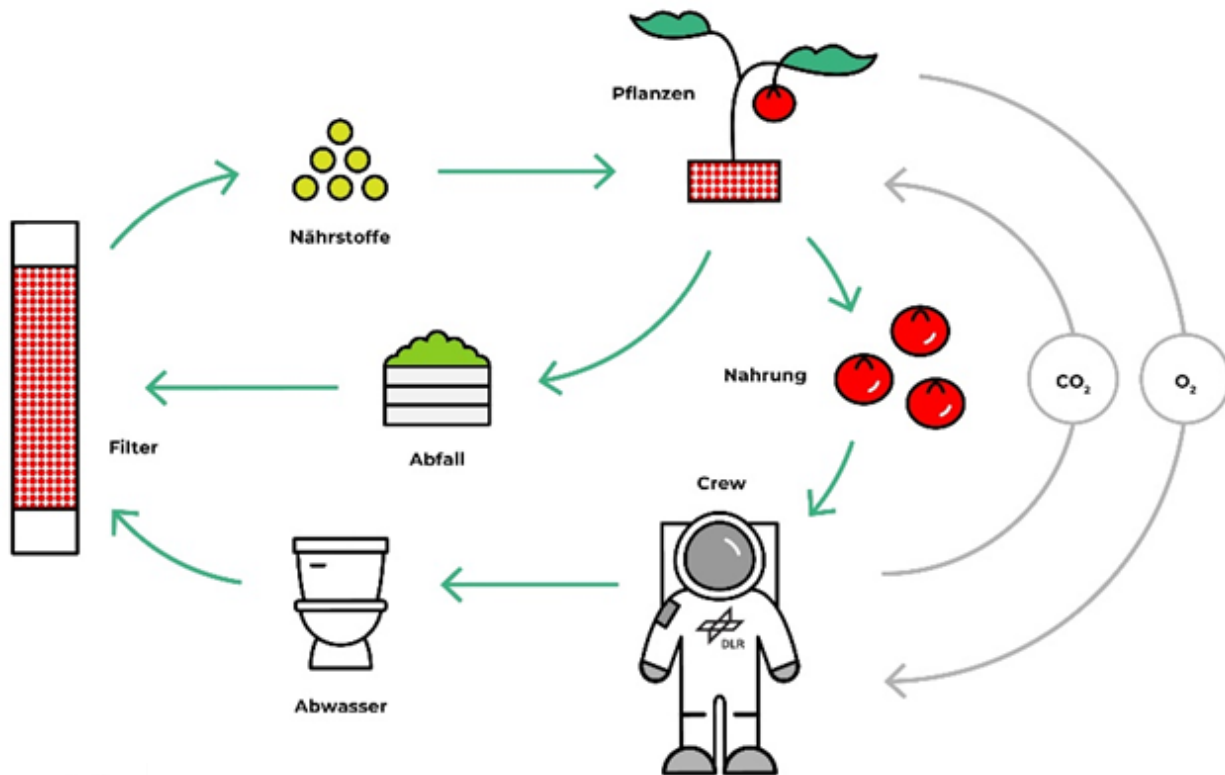 Pflanzen
Nährstoffe
Nahrung
CO₂
O₂
Filter
Abfall
Crew
DLR
Abwasser